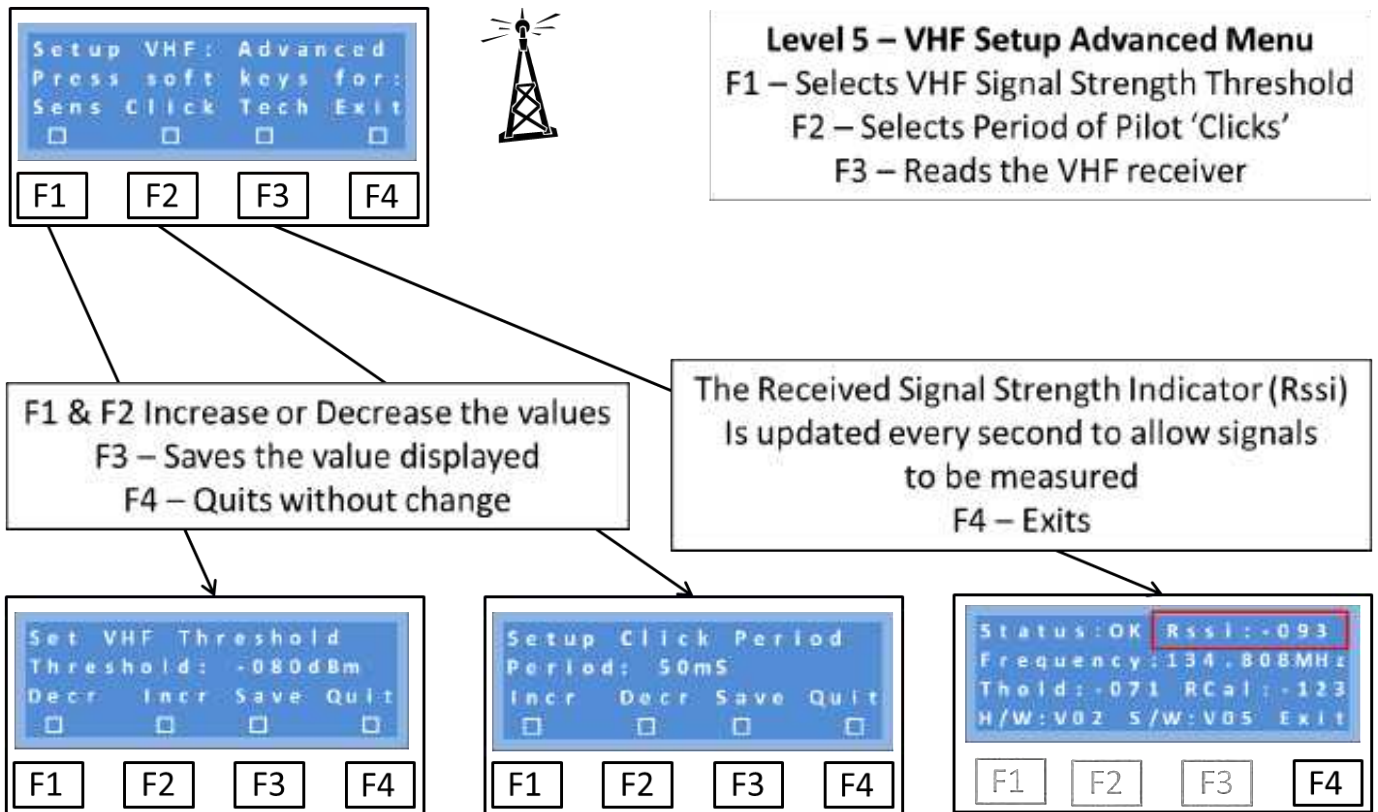 Setup VHF: Advanced
Press soft keys for:
Sens Click Tech Exit
F1 F2 F3 F4
Level 5 – VHF Setup Advanced Menu
F1 – Selects VHF Signal Strength Threshold
F2 – Selects Period of Pilot ‘Clicks’
F3 – Reads the VHF receiver
F1 & F2 Increase or Decrease the values
F3 – Saves the value displayed
F4 – Quits without change
The Received Signal Strength Indicator (Rssi)
Is updated every second to allow signals
to be measured
F4 – Exits
Set VHF Threshold
Threshold: -080dBm
Decr Incr Save Quit
F1 F2 F3 F4
Setup Click Period
Period: 50mS
Incr Decr Save Quit
F1 F2 F3 F4
Status:OK Rssi:-093
Frequency:134.808MHz
Thold:-071 RCal:-123
H/W:V02 S/W:V05 Exit
F1 F2 F3 F4